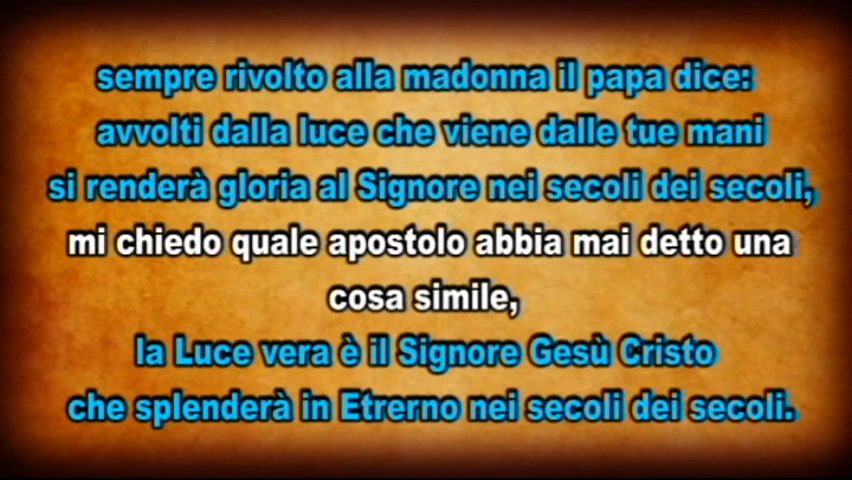 sempre rivolto alla madonna il papa dice:
avvolti dalla luce che viene dalle tue mani
si renderà gloria al Signore nei secoli dei secoli,
mi chiedo quale apostolo abbia mai detto una
cosa simile,
la Luce vera è il Signore Gesù Cristo
che splenderà in Etrerno nei secoli dei secoli.